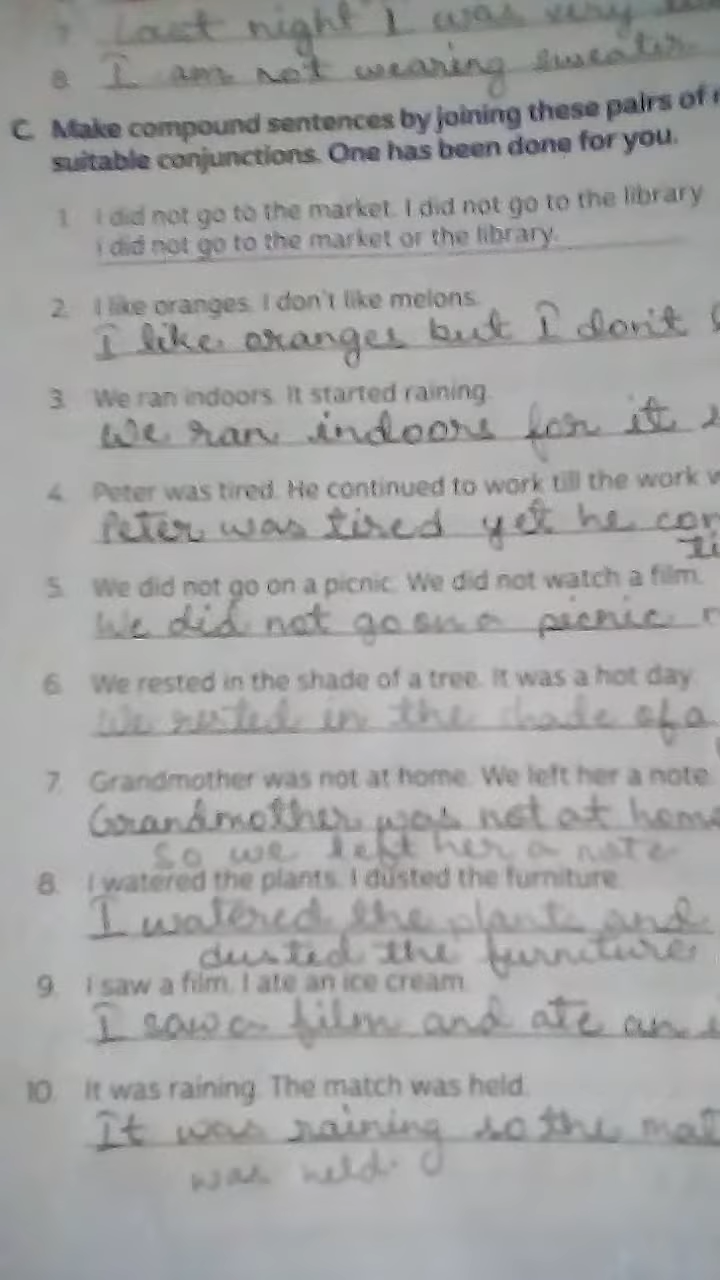 7 Last night I was very
8 I am not wearing sweater.
C. Make compound sentences by joining these pairs of
suitable conjunctions. One has been done for you.
1. I did not go to the market. I did not go to the library
I did not go to the market or the library.
2. I like oranges. I don't like melons.
I like oranges but I don't
3. We ran indoors. It started raining.
We ran indoors for it
4. Peter was tired. He continued to work till the work
Peter was tired yet he con
ti
5. We did not go on a picnic. We did not watch a film.
We did not go on a picnic
6. We rested in the shade of a tree. It was a hot day
We rested in the shade of a
7. Grandmother was not at home. We left her a note.
Grandmother was not at home
so we left her a note
8. I watered the plants. I dusted the furniture.
I watered the plants and
dusted the furniture
9. I saw a film. I ate an ice cream.
I saw a film and ate an
10. It was raining. The match was held.
It was raining so the mat
was held.